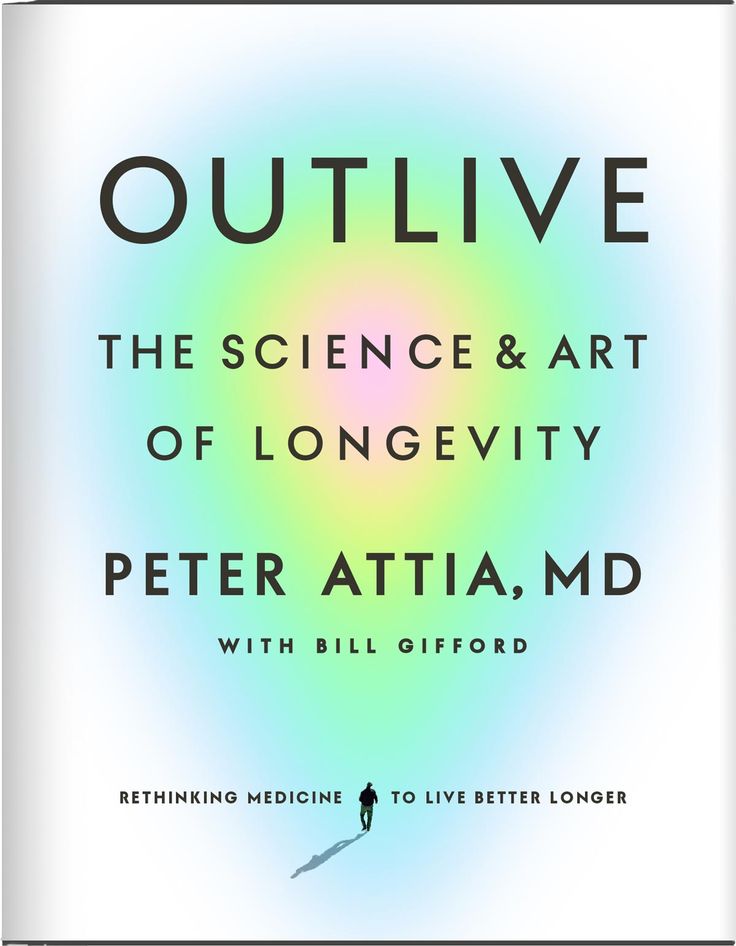 OUTLIVE
THE SCIENCE & ART
OF LONGEVITY
PETER ATTIA, MD
WITH BILL GIFFORD
RETHINKING MEDICINE TO LIVE BETTER LONGER